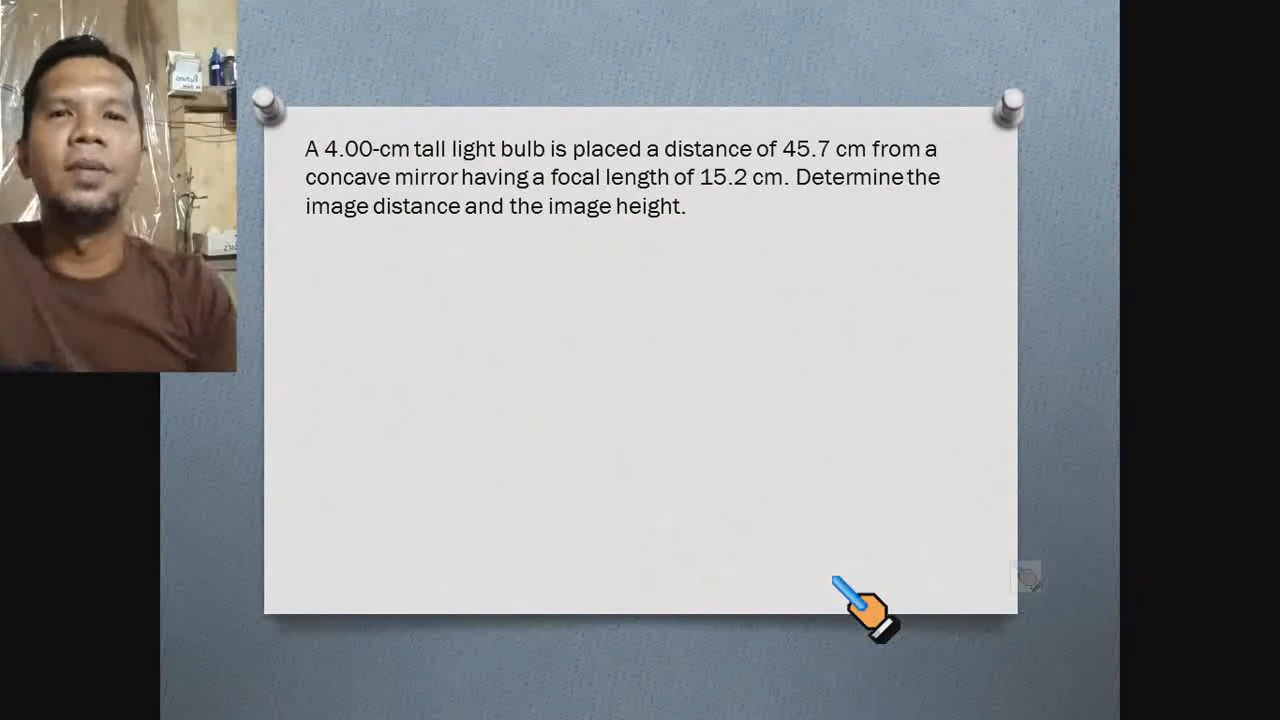 A 4.00-cm tall light bulb is placed a distance of 45.7 cm from a
concave mirror having a focal length of 15.2 cm. Determine the
image distance and the image height.